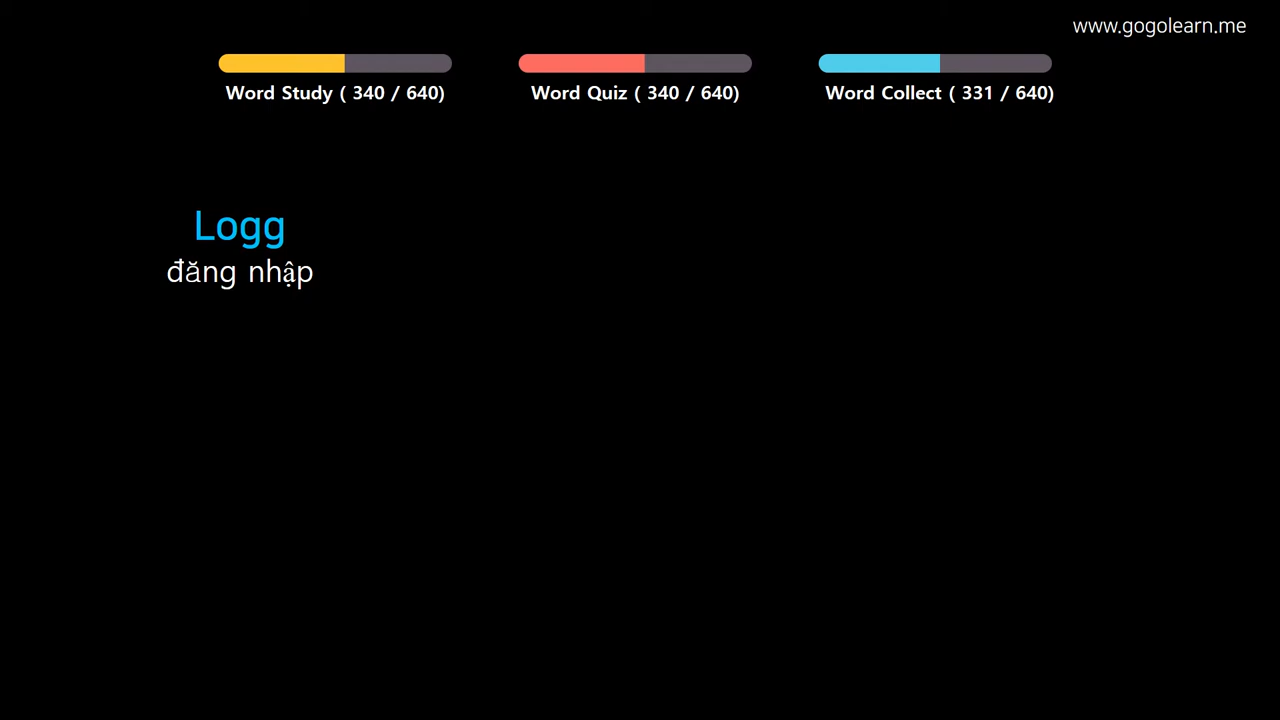 www.gogolearn.me
Word Study ( 340 / 640)
Word Quiz ( 340 / 640)
Word Collect ( 331 / 640)
Logg
đăng nhập